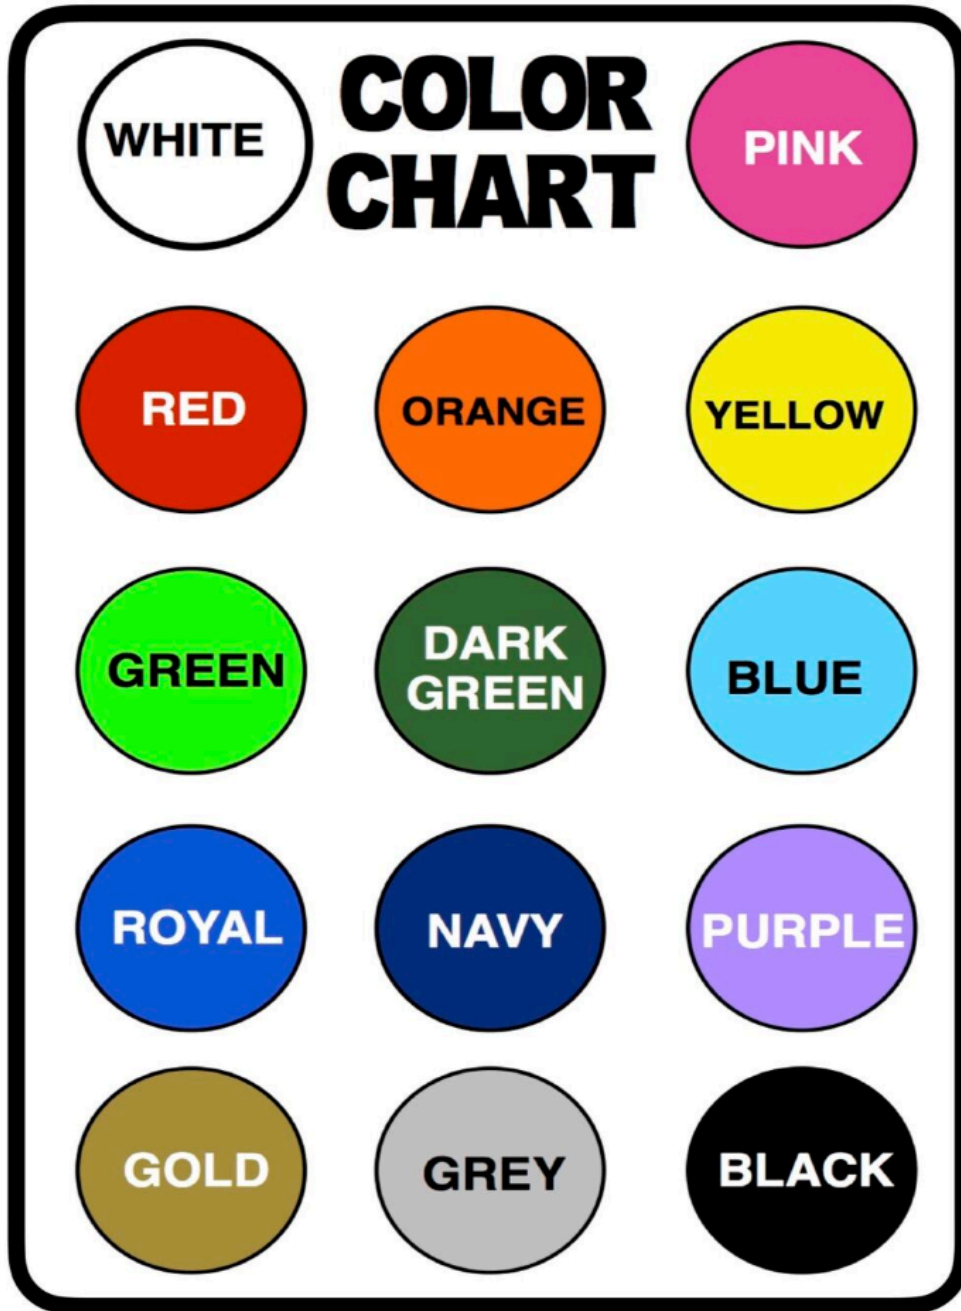 WHITE
COLOR
CHART
PINK
RED
ORANGE
YELLOW
GREEN
DARK
GREEN
BLUE
ROYAL
NAVY
PURPLE
GOLD
GREY
BLACK